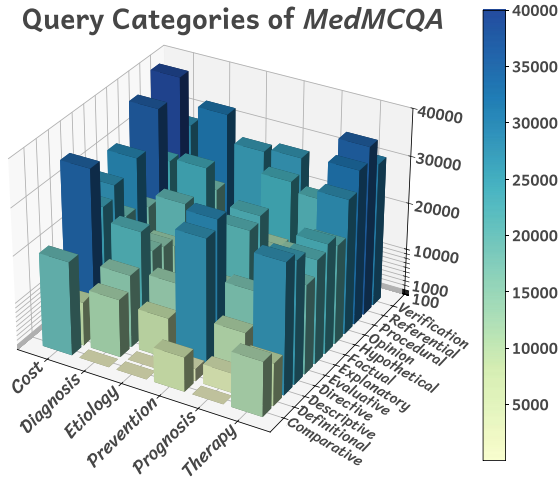 Query Categories of MedMCQA
40000
30000
20000
10000
1000
100
40000
35000
30000
25000
20000
15000
10000
5000
Cost
Diagnosis
Etiology
Prevention
Prognosis
Therapy
Verification
Referential
Procedural
Opinion
Hypothetical
Factual
Explanatory
Evaluative
Directive
Descriptive
Definitional
Comparative